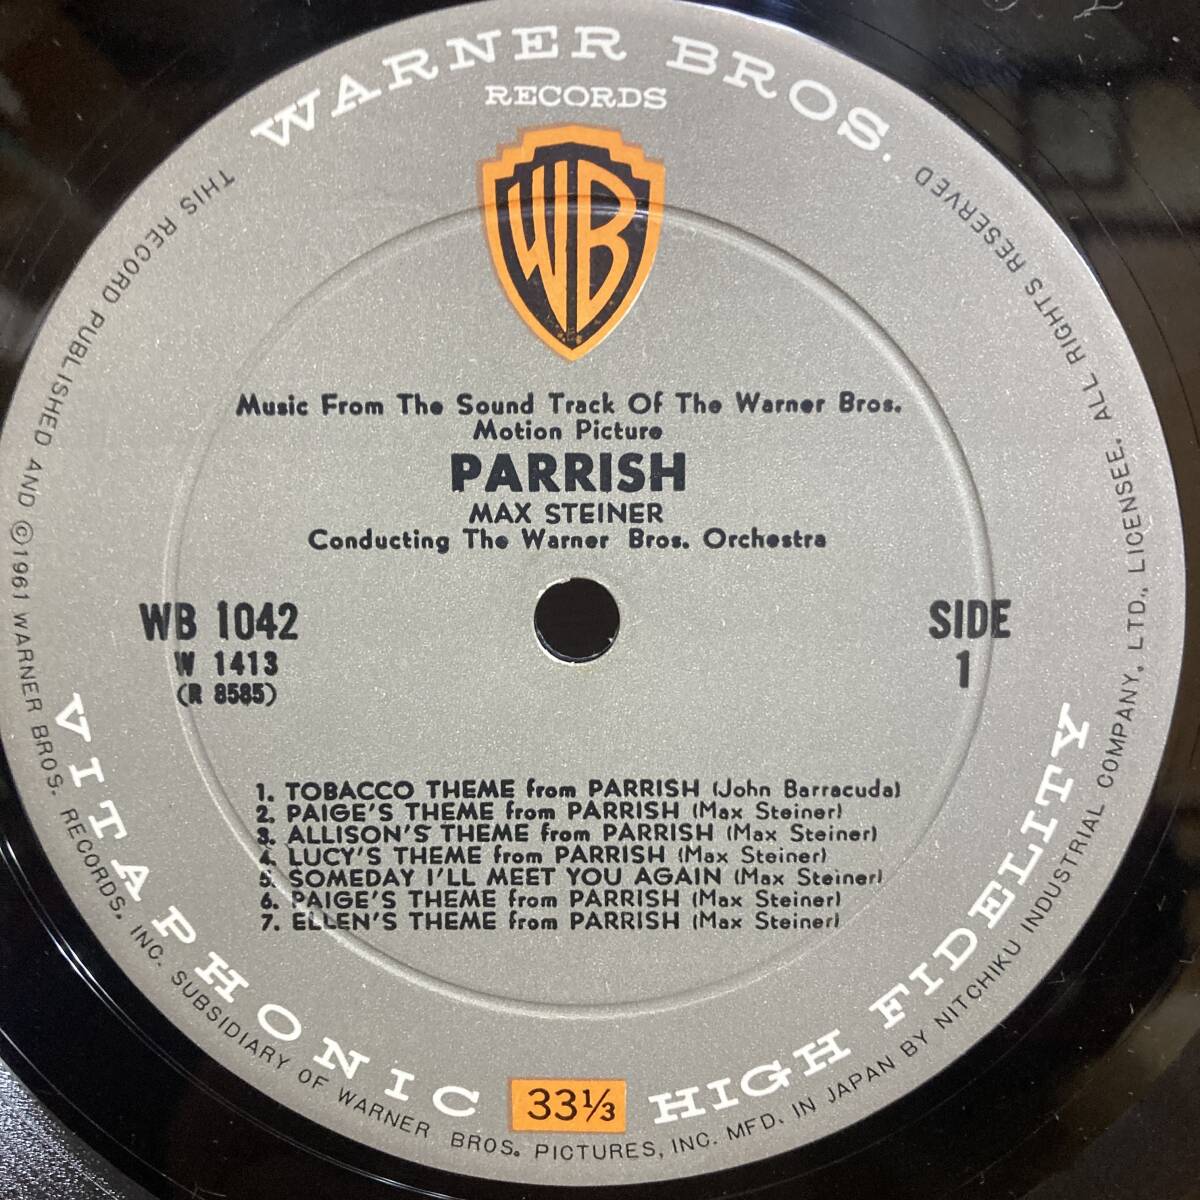 WARNER BROS.
RECORDS
WB
Music From The Sound Track Of The Warner Bros.
Motion Picture
PARRISH
MAX STEINER
Conducting The Warner Bros. Orchestra
WB 1042
W 1413
(R 8585)
SIDE
1
1. TOBACCO THEME from PARRISH (John Barracuda)
2. PAIGE'S THEME from PARRISH (Max Steiner)
3. ALLISON'S THEME from PARRISH (Max Steiner)
4. LUCY'S THEME from PARRISH (Max Steiner)
5. SOMEDAY I'LL MEET YOU AGAIN (Max Steiner)
6. PAIGE'S THEME from PARRISH (Max Steiner)
7. ELLEN'S THEME from PARRISH (Max Steiner)
VITAPHONIC
33⅓
HIGH FIDELITY
THIS RECORD PUBLISHED AND ©1961 WARNER BROS. RECORDS. INC. SUBSIDIARY OF WARNER BROS. PICTURES, INC. MFD. IN JAPAN BY NITCHIKU INDUSTRIAL COMPANY, LTD., LICENSEE. ALL RIGHTS RESERVED